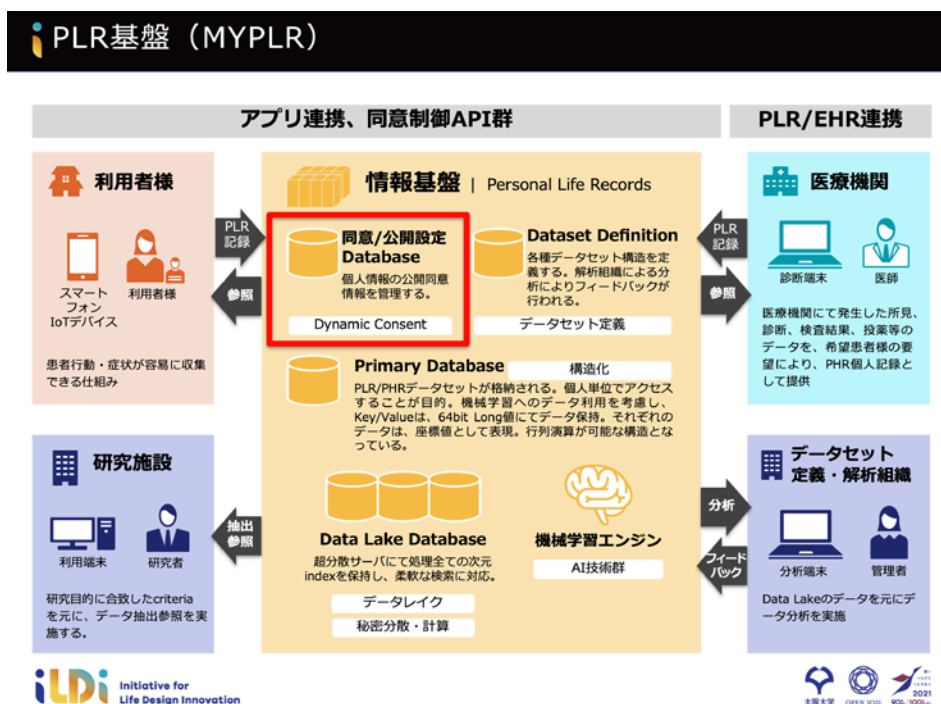 PLR基盤（MYPLR）
アプリ連携、同意制御API群
PLR/EHR連携
利用者様
スマート
フォン
IoTデバイス
利用者様
患者行動・症状が容易に収集
できる仕組み
PLR
記録
参照
情報基盤 | Personal Life Records
同意/公開設定
Database
個人情報の公開同意
情報を管理する。
Dynamic Consent
Dataset Definition
各種データセット構造を定
義する。解析組織による分
析によりフィードバックが
行われる。
データセット定義
Primary Database
構造化
PLR/PHRデータセットが格納される。個人単位でアクセス
することが目的。機械学習へのデータ利用を考慮し、
Key/Valueは、64bit Long値にてデータ保持。それぞれの
データは、座標値として表現。行列演算が可能な構造とな
っている。
Data Lake Database
超分散サーバにて処理全ての次元
indexを保持し、柔軟な検索に対応。
データレイク
秘密分散・計算
機械学習エンジン
AI技術群
PLR
記録
参照
医療機関
診断端末
医師
医療機関にて発生した所見、
診断、検査結果、投薬等の
データを、希望患者様の要
望により、PHR個人記録と
して提供
研究施設
利用端末
研究者
研究目的に合致したcriteria
を元に、データ抽出参照を実
施する。
抽出
参照
分析
フィード
バック
データセット
定義・解析組織
分析端末
管理者
Data Lakeのデータを元にデ
ータ分析を実施
iLDi
Initiative for
Life Design Innovation
大阪大学
OPEN 2021
2021